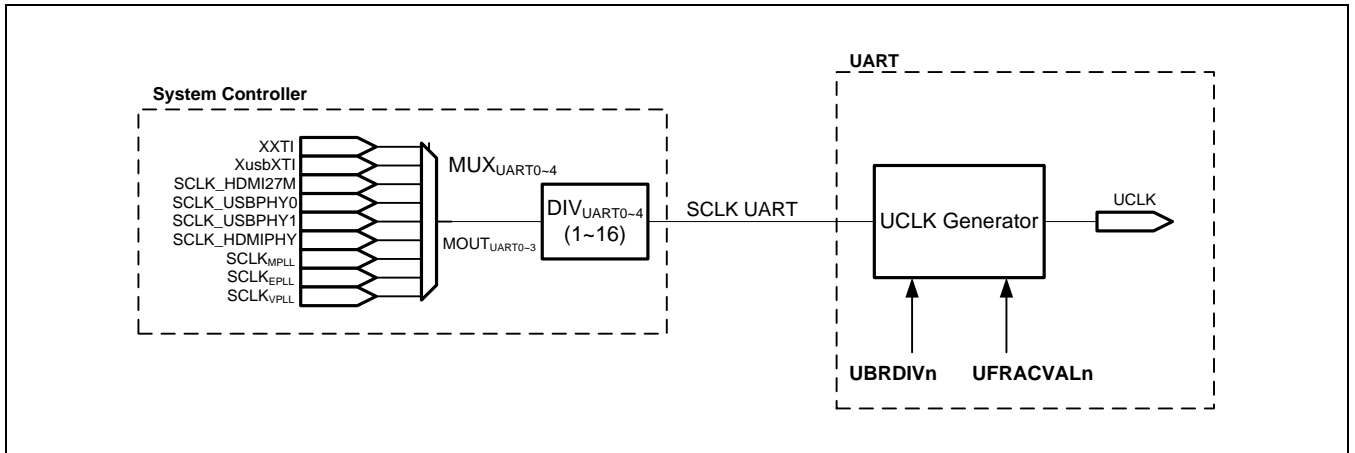 System Controller
XXTI
XusbXTI
SCLK_HDMI27M
SCLK_USBPHY0
SCLK_USBPHY1
SCLK_HDMIPHY
SCLKMPLL
SCLKEPLL
SCLKVPLL
MUXUART0~4
MOUTUART0~3
DIVUART0~4
(1~16)
SCLK UART
UART
UCLK Generator
UCLK
UBRDIVn
UFRACVALn